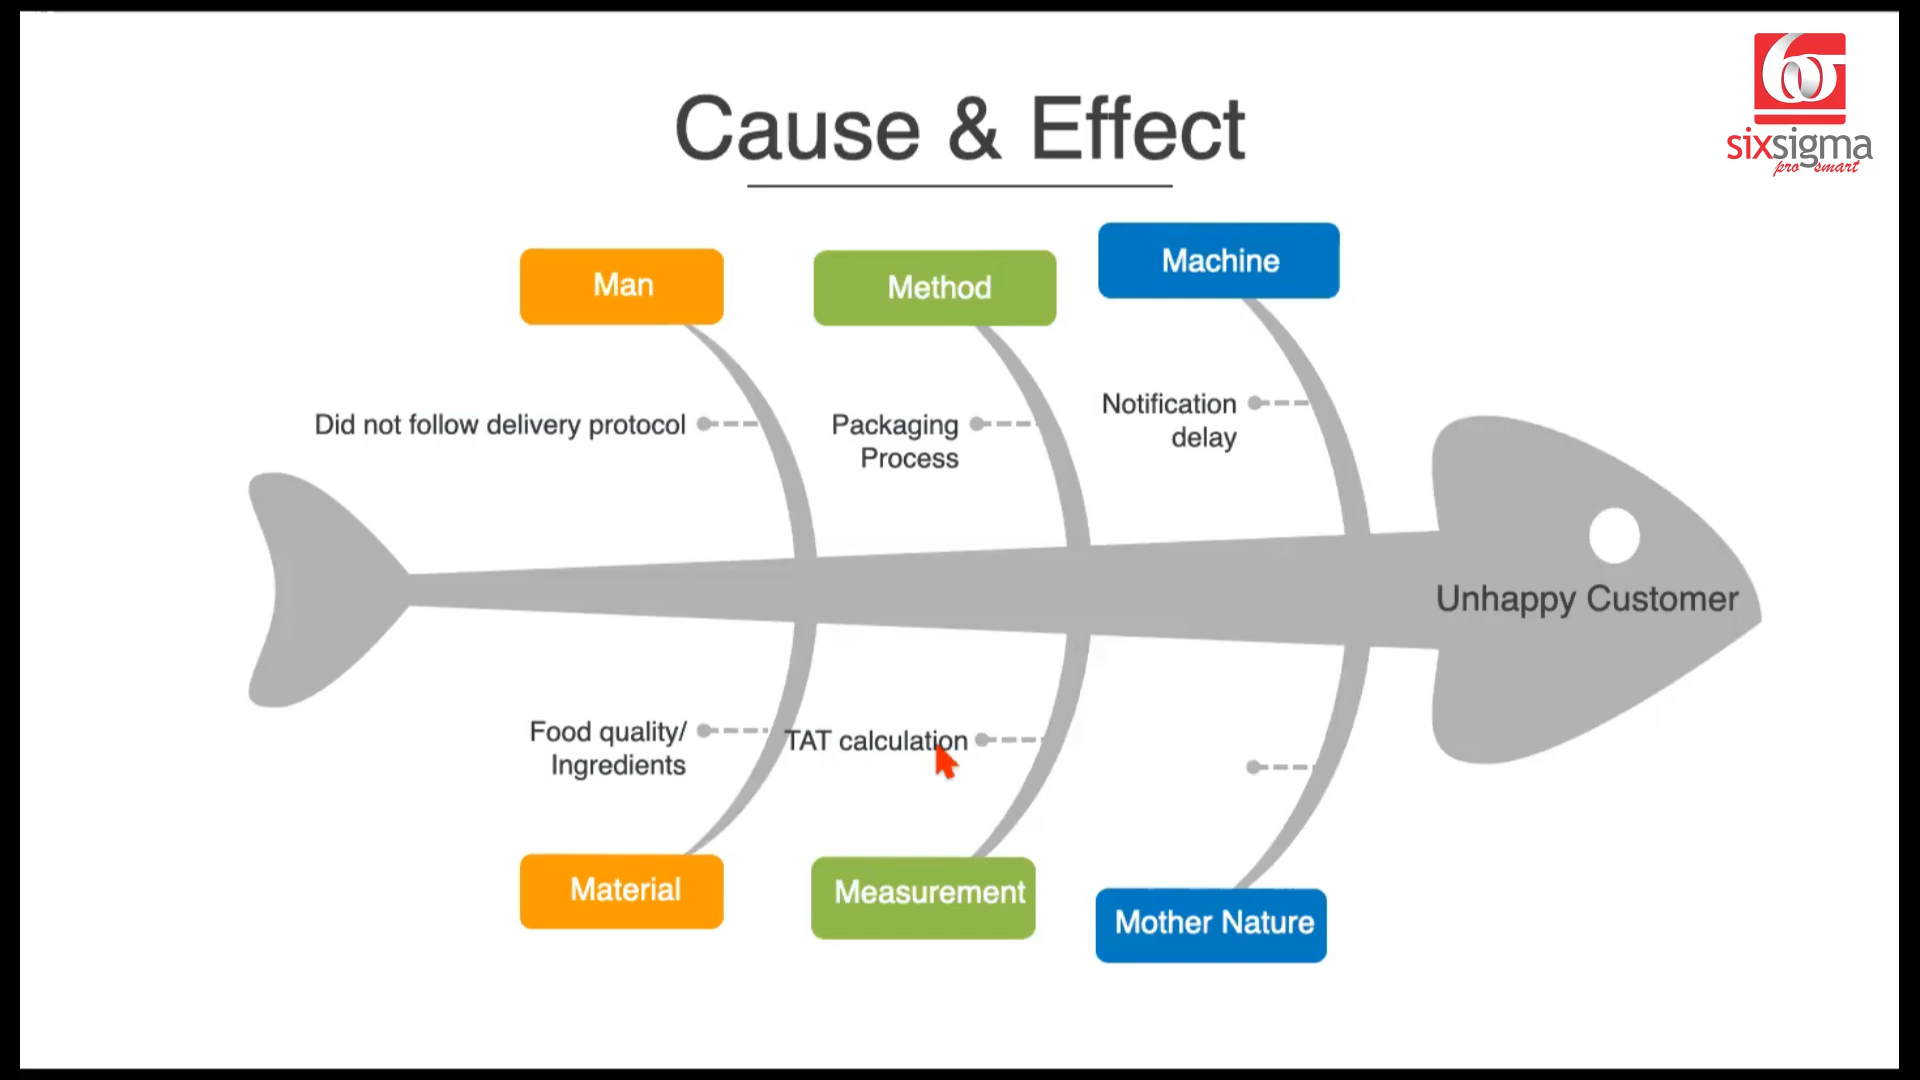 sixsigma
pro smart
Cause & Effect
Man
Method
Machine
Did not follow delivery protocol
Packaging
Process
Notification
delay
Unhappy Customer
Food quality/
Ingredients
TAT calculation
Material
Measurement
Mother Nature